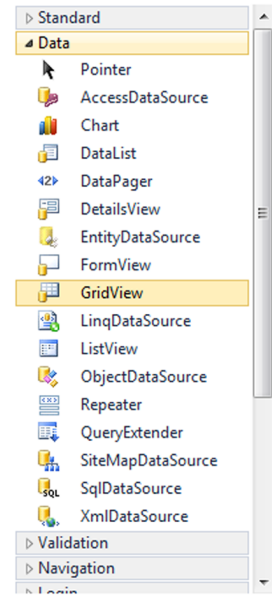 Standard
Data
Pointer
AccessDataSource
Chart
DataList
DataPager
DetailsView
EntityDataSource
FormView
GridView
LinqDataSource
ListView
ObjectDataSource
Repeater
QueryExtender
SiteMapDataSource
SqlDataSource
XmlDataSource
Validation
Navigation
Login